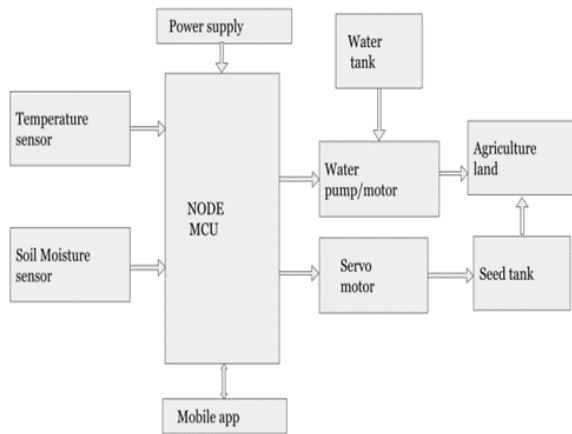 Power supply
Water
tank
Temperature
sensor
Agriculture
land
Water
pump/motor
NODE
MCU
Soil Moisture
sensor
Servo
motor
Seed tank
Mobile app